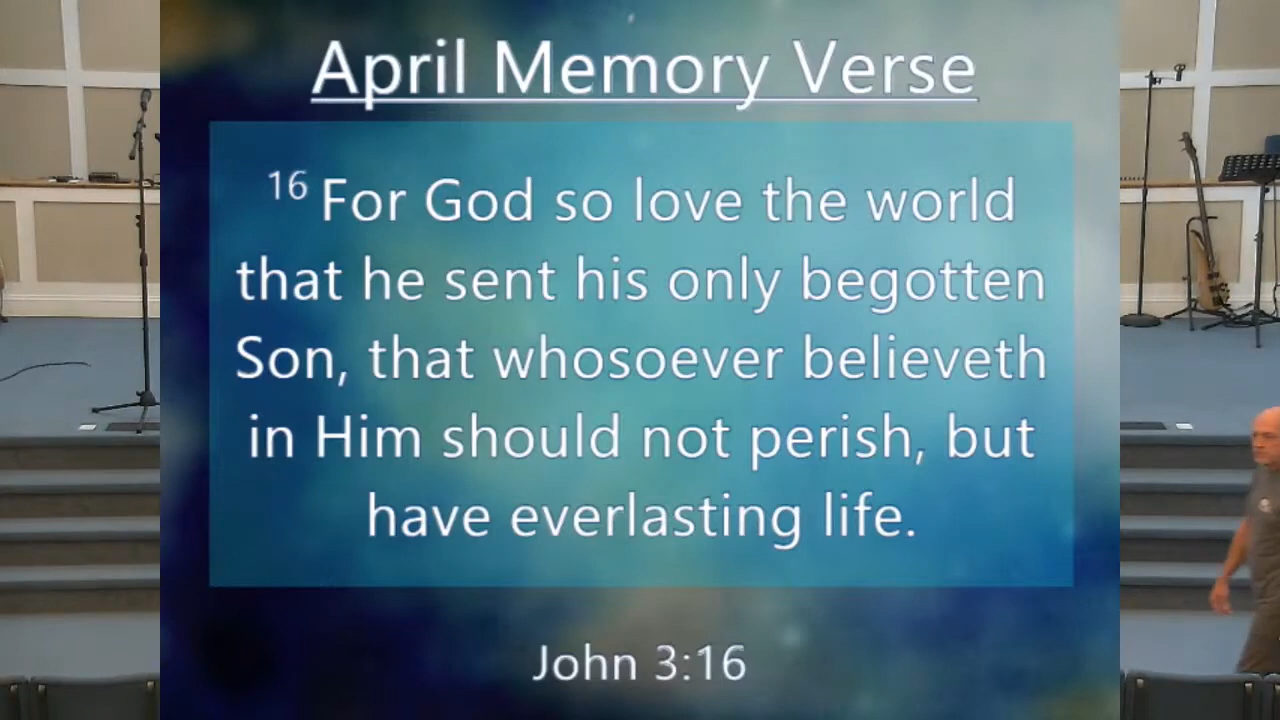 April Memory Verse
16 For God so love the world
that he sent his only begotten
Son, that whosoever believeth
in Him should not perish, but
have everlasting life.
John 3:16